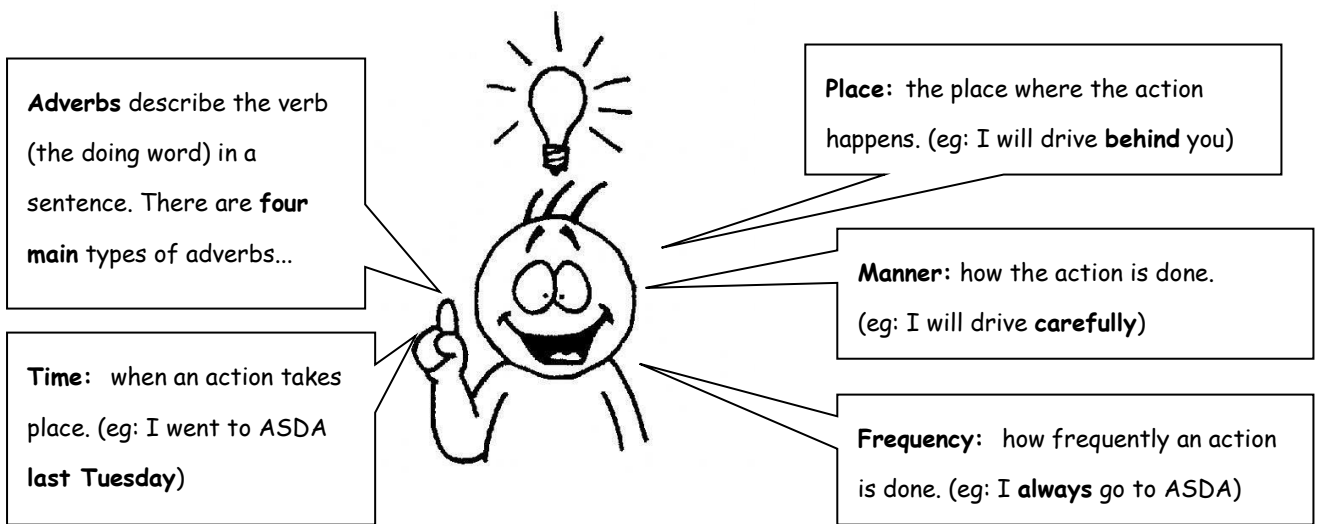 Adverbs describe the verb
(the doing word) in a
sentence. There are four
main types of adverbs...
Time: when an action takes
place. (eg: I went to ASDA
last Tuesday)
Place: the place where the action
happens. (eg: I will drive behind you)
Manner: how the action is done.
(eg: I will drive carefully)
Frequency: how frequently an action
is done. (eg: I always go to ASDA)